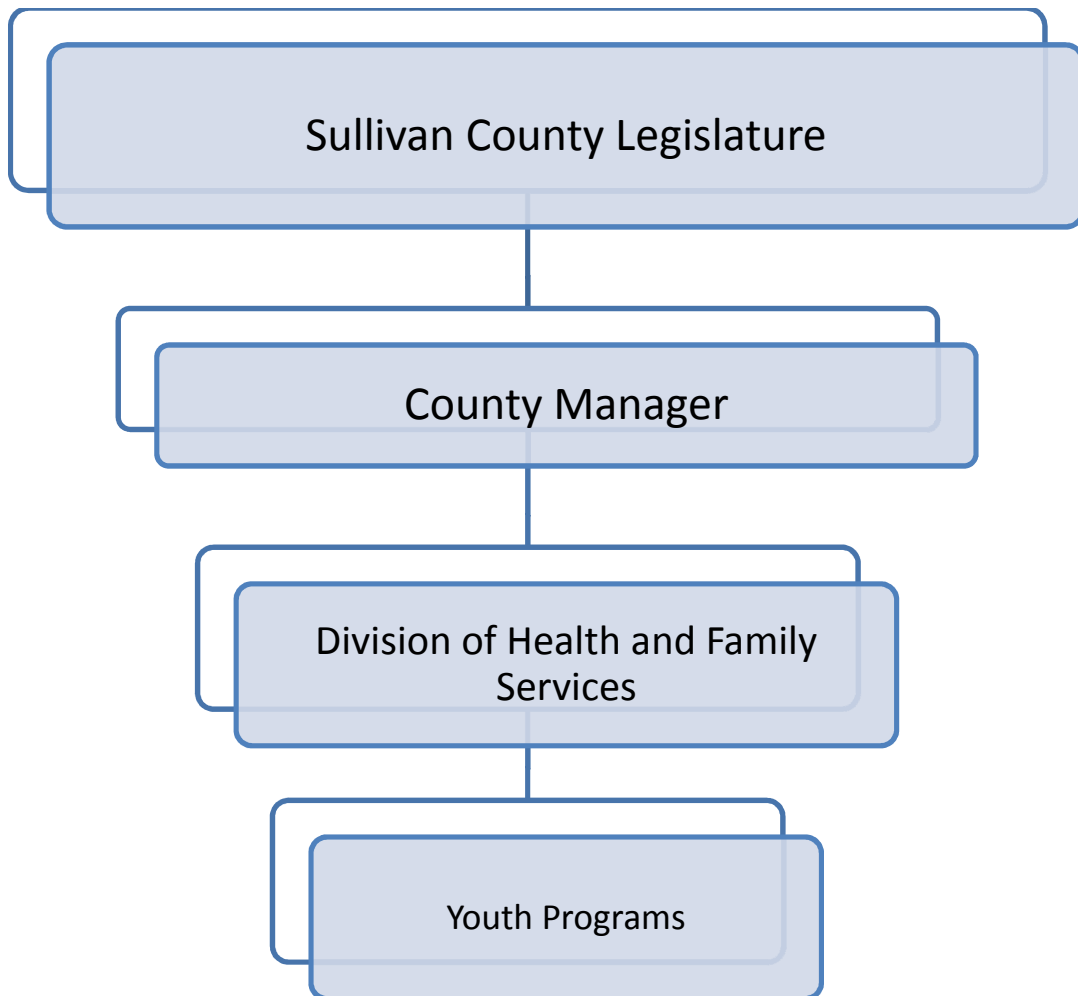 Sullivan County Legislature
County Manager
Division of Health and Family
Services
Youth Programs